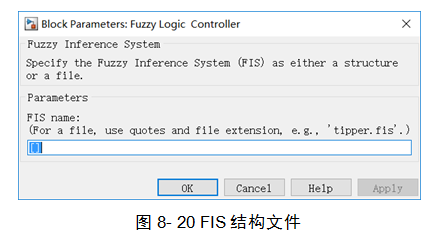 Block Parameters: Fuzzy Logic Controller
Fuzzy Inference System
Specify the Fuzzy Inference System (FIS) as either a structure
or a file.
Parameters
FIS name:
(For a file, use quotes and file extension, e.g., 'tipper.fis'.)
OK Cancel Help Apply
图 8- 20 FIS 结构文件